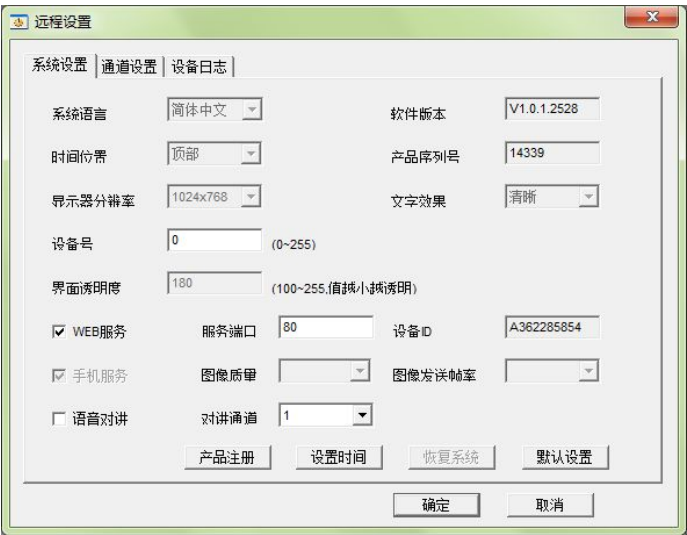 远程设置
系统设置 通道设置 设备日志
系统语言 简体中文 软件版本 V1.0.1.2528
时间位置 顶部 产品序列号 14339
显示器分辨率 1024x768 文字效果 清晰
设备号 0 (0~255)
界面透明度 180 (100~255,值越小越透明)
WEB服务 服务端口 80 设备ID A362285854
手机服务 图像质量 图像发送帧率
语音对讲 对讲通道 1
产品注册 设置时间 恢复系统 默认设置
确定 取消